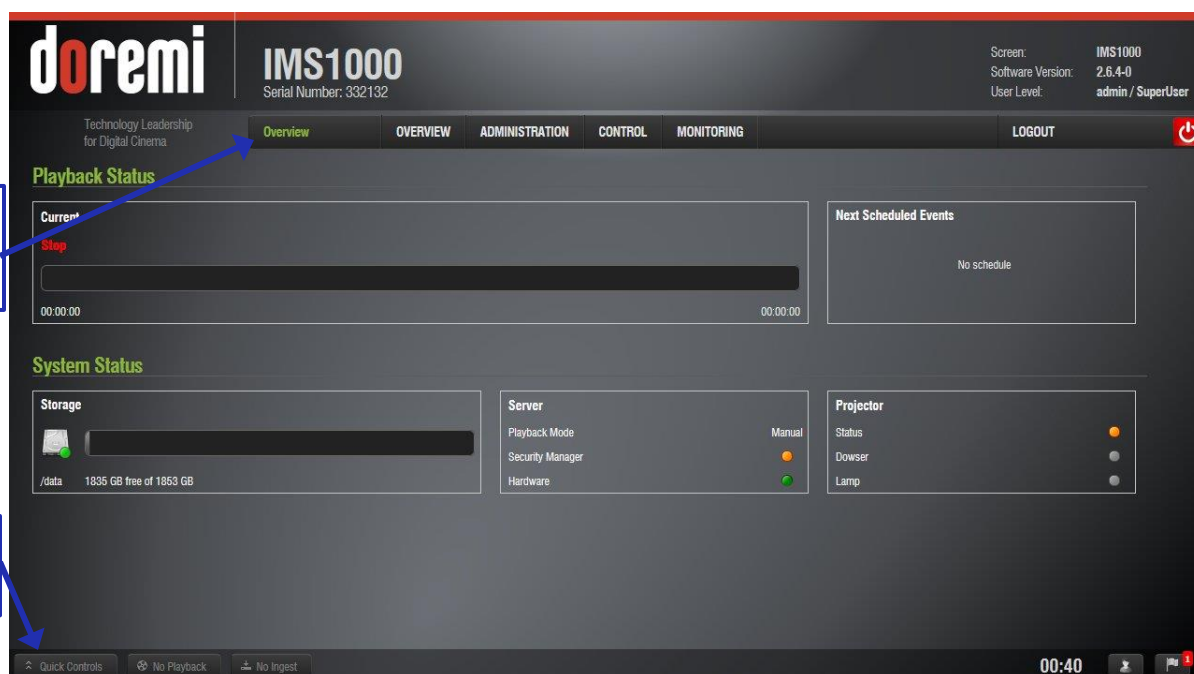 doremi
IMS1000
Serial Number: 332132
Screen: IMS1000
Software Version: 2.6.4-0
User Level: admin / SuperUser
Technology Leadership
for Digital Cinema
Overview OVERVIEW ADMINISTRATION CONTROL MONITORING LOGOUT
Playback Status
Current
Stop
00:00:00 00:00:00
Next Scheduled Events
No schedule
System Status
Storage
/data 1835 GB free of 1853 GB
Server
Playback Mode Manual
Security Manager
Hardware
Projector
Status
Dowser
Lamp
Quick Controls No Playback No Ingest 00:40 1